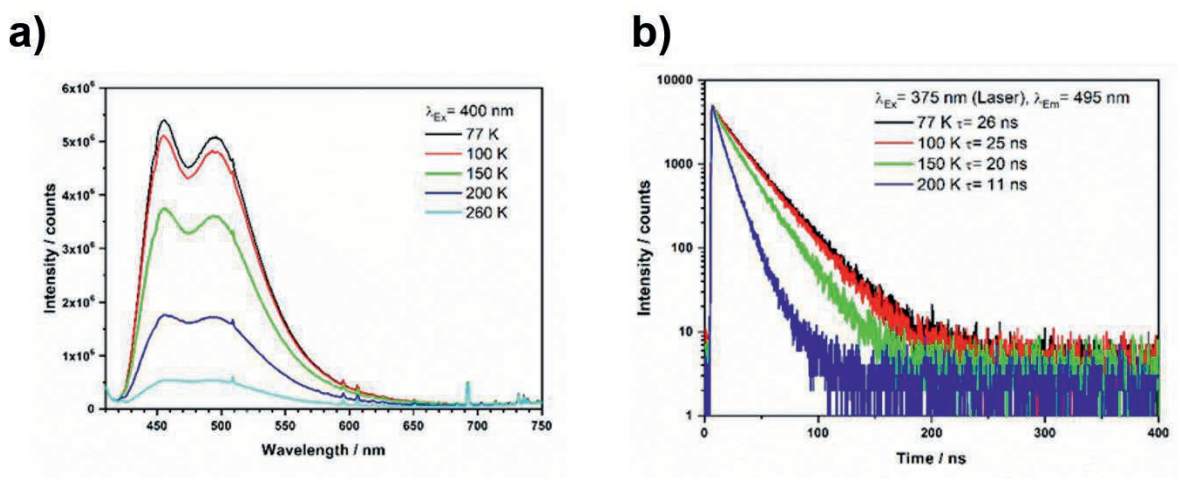 a)
b)
6x10⁶
5x10⁶
4x10⁶
3x10⁶
2x10⁶
1x10⁶
0
Intensity / counts
λEx= 400 nm
77 K
100 K
150 K
200 K
260 K
450 500 550 600 650 700 750
Wavelength / nm
10000
1000
100
10
1
Intensity / counts
λEx= 375 nm (Laser), λEm= 495 nm
77 K τ= 26 ns
100 K τ= 25 ns
150 K τ= 20 ns
200 K τ= 11 ns
0 100 200 300 400
Time / ns